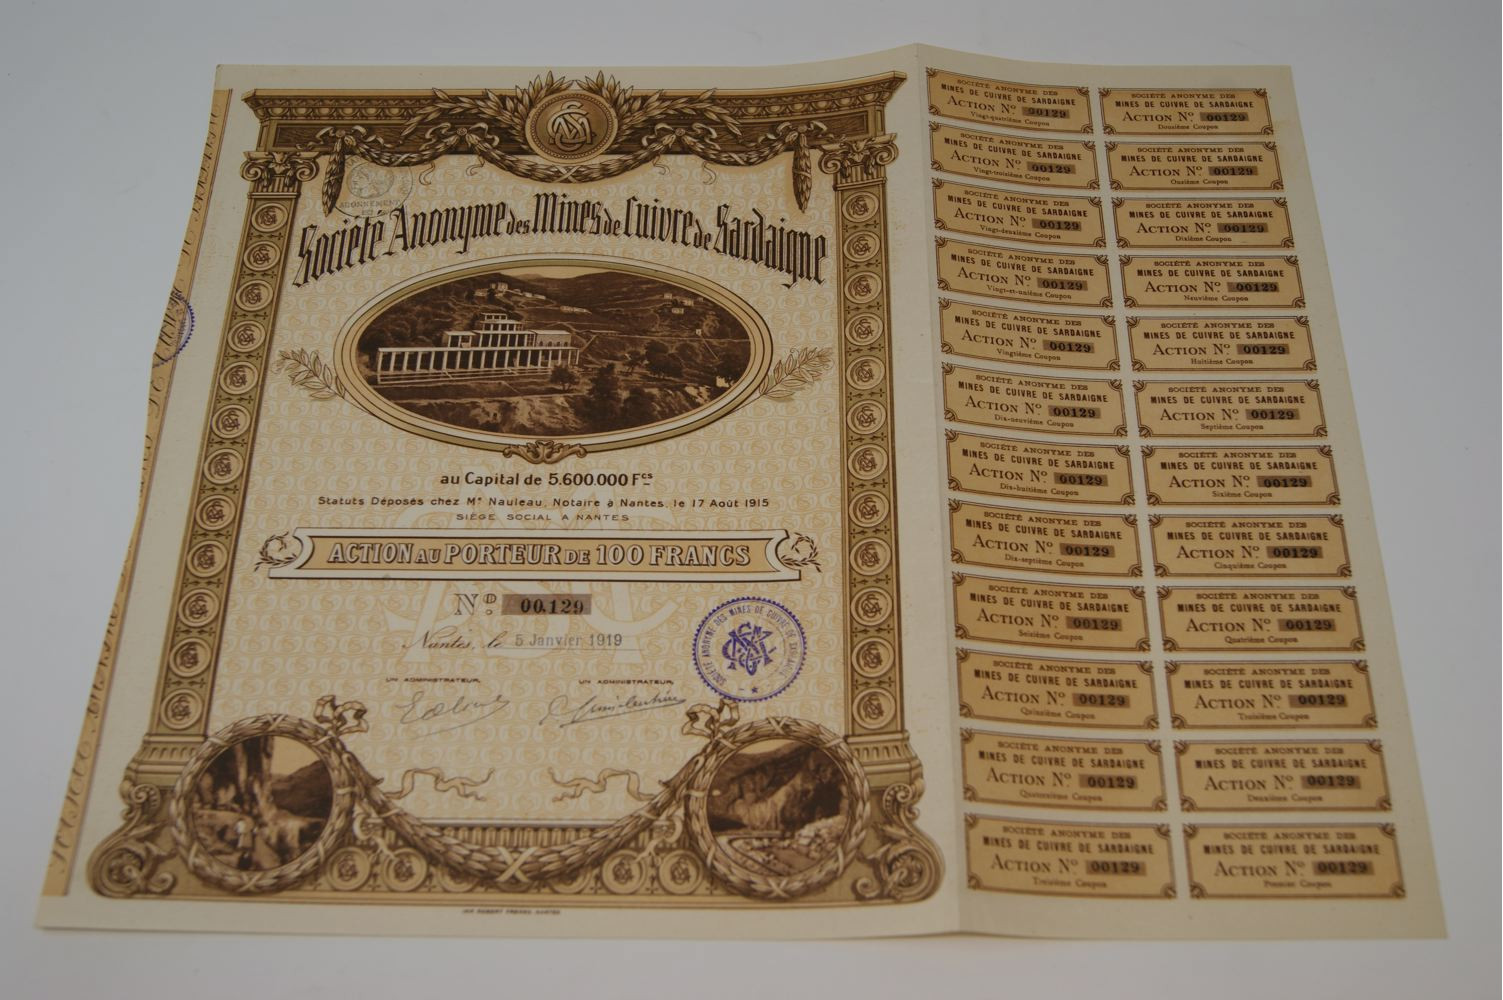 ABONNEMENT
Société Anonyme des Mines de Cuivre de Sardaigne
au Capital de 5.600.000 Fcs
Statuts Déposés chez Me Nauleau, Notaire à Nantes, le 17 Août 1915
SIÈGE SOCIAL A NANTES
ACTION AU PORTEUR DE 100 FRANCS
No. 00.129
Nantes, le 5 Janvier 1919
UN ADMINISTRATEUR, UN ADMINISTRATEUR,
SOCIÉTÉ ANONYME DES MINES DE CUIVRE DE SARDAIGNE
IMP. ROBERT FRERES. NANTES
SOCIÉTÉ ANONYME DES
MINES DE CUIVRE DE SARDAIGNE
ACTION No. 00129
Vingt-quatrième Coupon
SOCIÉTÉ ANONYME DES
MINES DE CUIVRE DE SARDAIGNE
ACTION No. 00129
Douzième Coupon
SOCIÉTÉ ANONYME DES
MINES DE CUIVRE DE SARDAIGNE
ACTION No. 00129
Vingt-troisième Coupon
SOCIÉTÉ ANONYME DES
MINES DE CUIVRE DE SARDAIGNE
ACTION No. 00129
Onzième Coupon
SOCIÉTÉ ANONYME DES
MINES DE CUIVRE DE SARDAIGNE
ACTION No. 00129
Vingt-deuxième Coupon
SOCIÉTÉ ANONYME DES
MINES DE CUIVRE DE SARDAIGNE
ACTION No. 00129
Dixième Coupon
SOCIÉTÉ ANONYME DES
MINES DE CUIVRE DE SARDAIGNE
ACTION No. 00129
Vingt-et-unième Coupon
SOCIÉTÉ ANONYME DES
MINES DE CUIVRE DE SARDAIGNE
ACTION No. 00129
Neuvième Coupon
SOCIÉTÉ ANONYME DES
MINES DE CUIVRE DE SARDAIGNE
ACTION No. 00129
Vingtième Coupon
SOCIÉTÉ ANONYME DES
MINES DE CUIVRE DE SARDAIGNE
ACTION No. 00129
Huitième Coupon
SOCIÉTÉ ANONYME DES
MINES DE CUIVRE DE SARDAIGNE
ACTION No. 00129
Dix-neuvième Coupon
SOCIÉTÉ ANONYME DES
MINES DE CUIVRE DE SARDAIGNE
ACTION No. 00129
Septième Coupon
SOCIÉTÉ ANONYME DES
MINES DE CUIVRE DE SARDAIGNE
ACTION No. 00129
Dix-huitième Coupon
SOCIÉTÉ ANONYME DES
MINES DE CUIVRE DE SARDAIGNE
ACTION No. 00129
Sixième Coupon
SOCIÉTÉ ANONYME DES
MINES DE CUIVRE DE SARDAIGNE
ACTION No. 00129
Dix-septième Coupon
SOCIÉTÉ ANONYME DES
MINES DE CUIVRE DE SARDAIGNE
ACTION No. 00129
Cinquième Coupon
SOCIÉTÉ ANONYME DES
MINES DE CUIVRE DE SARDAIGNE
ACTION No. 00129
Seizième Coupon
SOCIÉTÉ ANONYME DES
MINES DE CUIVRE DE SARDAIGNE
ACTION No. 00129
Quatrième Coupon
SOCIÉTÉ ANONYME DES
MINES DE CUIVRE DE SARDAIGNE
ACTION No. 00129
Quinzième Coupon
SOCIÉTÉ ANONYME DES
MINES DE CUIVRE DE SARDAIGNE
ACTION No. 00129
Troisième Coupon
SOCIÉTÉ ANONYME DES
MINES DE CUIVRE DE SARDAIGNE
ACTION No. 00129
Quatorzième Coupon
SOCIÉTÉ ANONYME DES
MINES DE CUIVRE DE SARDAIGNE
ACTION No. 00129
Deuxième Coupon
SOCIÉTÉ ANONYME DES
MINES DE CUIVRE DE SARDAIGNE
ACTION No. 00129
Treizième Coupon
SOCIÉTÉ ANONYME DES
MINES DE CUIVRE DE SARDAIGNE
ACTION No. 00129
Premier Coupon